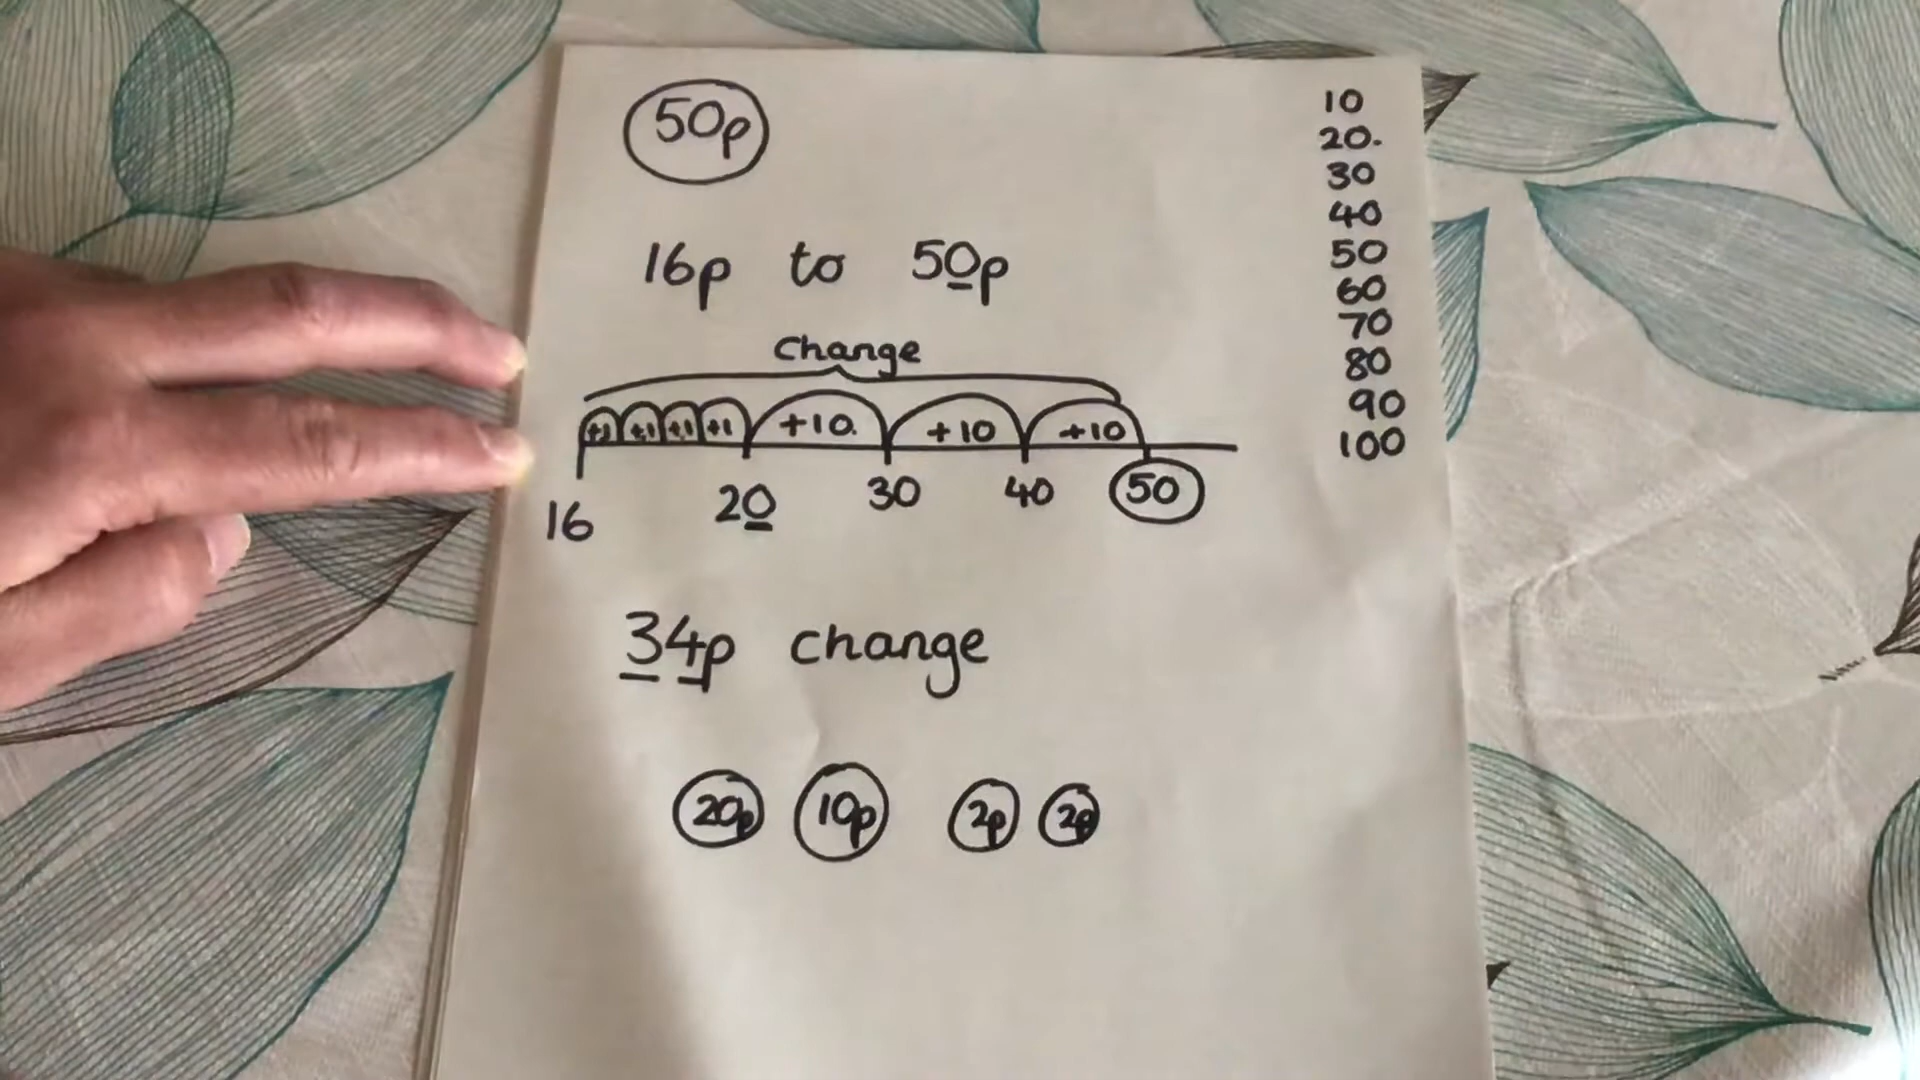 50p
16p to 50p
change
+1 +1 +1 +1 +10. +10 +10
16 20 30 40 50
34p change
20p 10p 2p 2p
10
20.
30
40
50
60
70
80
90
100